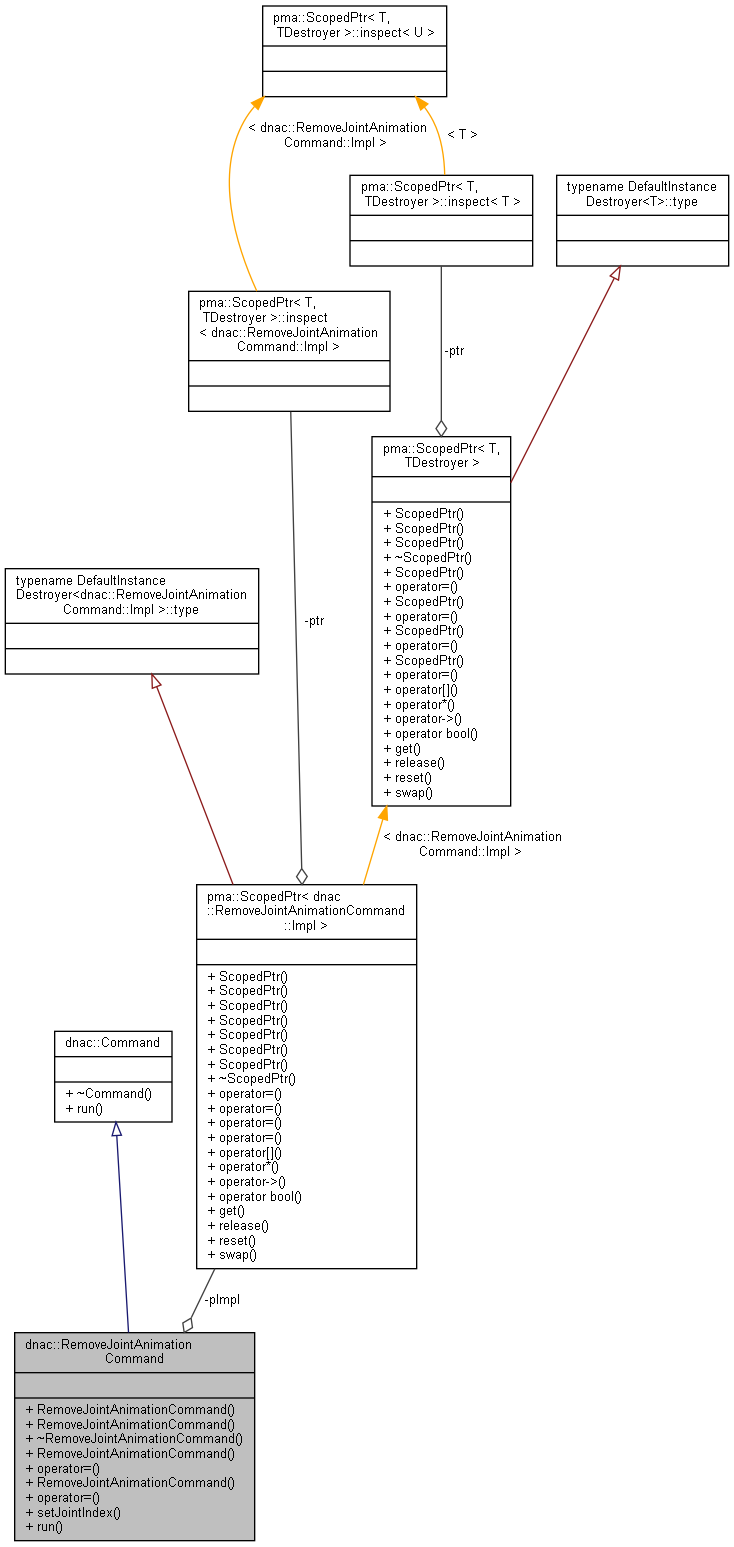 pma::ScopedPtr< T,
TDestroyer >::inspect< U >
< dnac::RemoveJointAnimation
Command::Impl >
< T >
pma::ScopedPtr< T,
TDestroyer >::inspect< T >
typename DefaultInstance
Destroyer<T>::type
pma::ScopedPtr< T,
TDestroyer >::inspect
< dnac::RemoveJointAnimation
Command::Impl >
-ptr
pma::ScopedPtr< T,
TDestroyer >
+ ScopedPtr()
+ ScopedPtr()
+ ScopedPtr()
+ ~ScopedPtr()
+ ScopedPtr()
+ operator=()
+ ScopedPtr()
+ operator=()
+ ScopedPtr()
+ operator=()
+ ScopedPtr()
+ operator=()
+ operator[]()
+ operator*()
+ operator->()
+ operator bool()
+ get()
+ release()
+ reset()
+ swap()
typename DefaultInstance
Destroyer<dnac::RemoveJointAnimation
Command::Impl >::type
-ptr
< dnac::RemoveJointAnimation
Command::Impl >
pma::ScopedPtr< dnac
::RemoveJointAnimationCommand
::Impl >
+ ScopedPtr()
+ ScopedPtr()
+ ScopedPtr()
+ ScopedPtr()
+ ScopedPtr()
+ ScopedPtr()
+ ScopedPtr()
+ ~ScopedPtr()
+ operator=()
+ operator=()
+ operator=()
+ operator=()
+ operator[]()
+ operator*()
+ operator->()
+ operator bool()
+ get()
+ release()
+ reset()
+ swap()
dnac::Command
+ ~Command()
+ run()
-pImpl
dnac::RemoveJointAnimation
Command
+ RemoveJointAnimationCommand()
+ RemoveJointAnimationCommand()
+ ~RemoveJointAnimationCommand()
+ RemoveJointAnimationCommand()
+ operator=()
+ RemoveJointAnimationCommand()
+ operator=()
+ setJointIndex()
+ run()